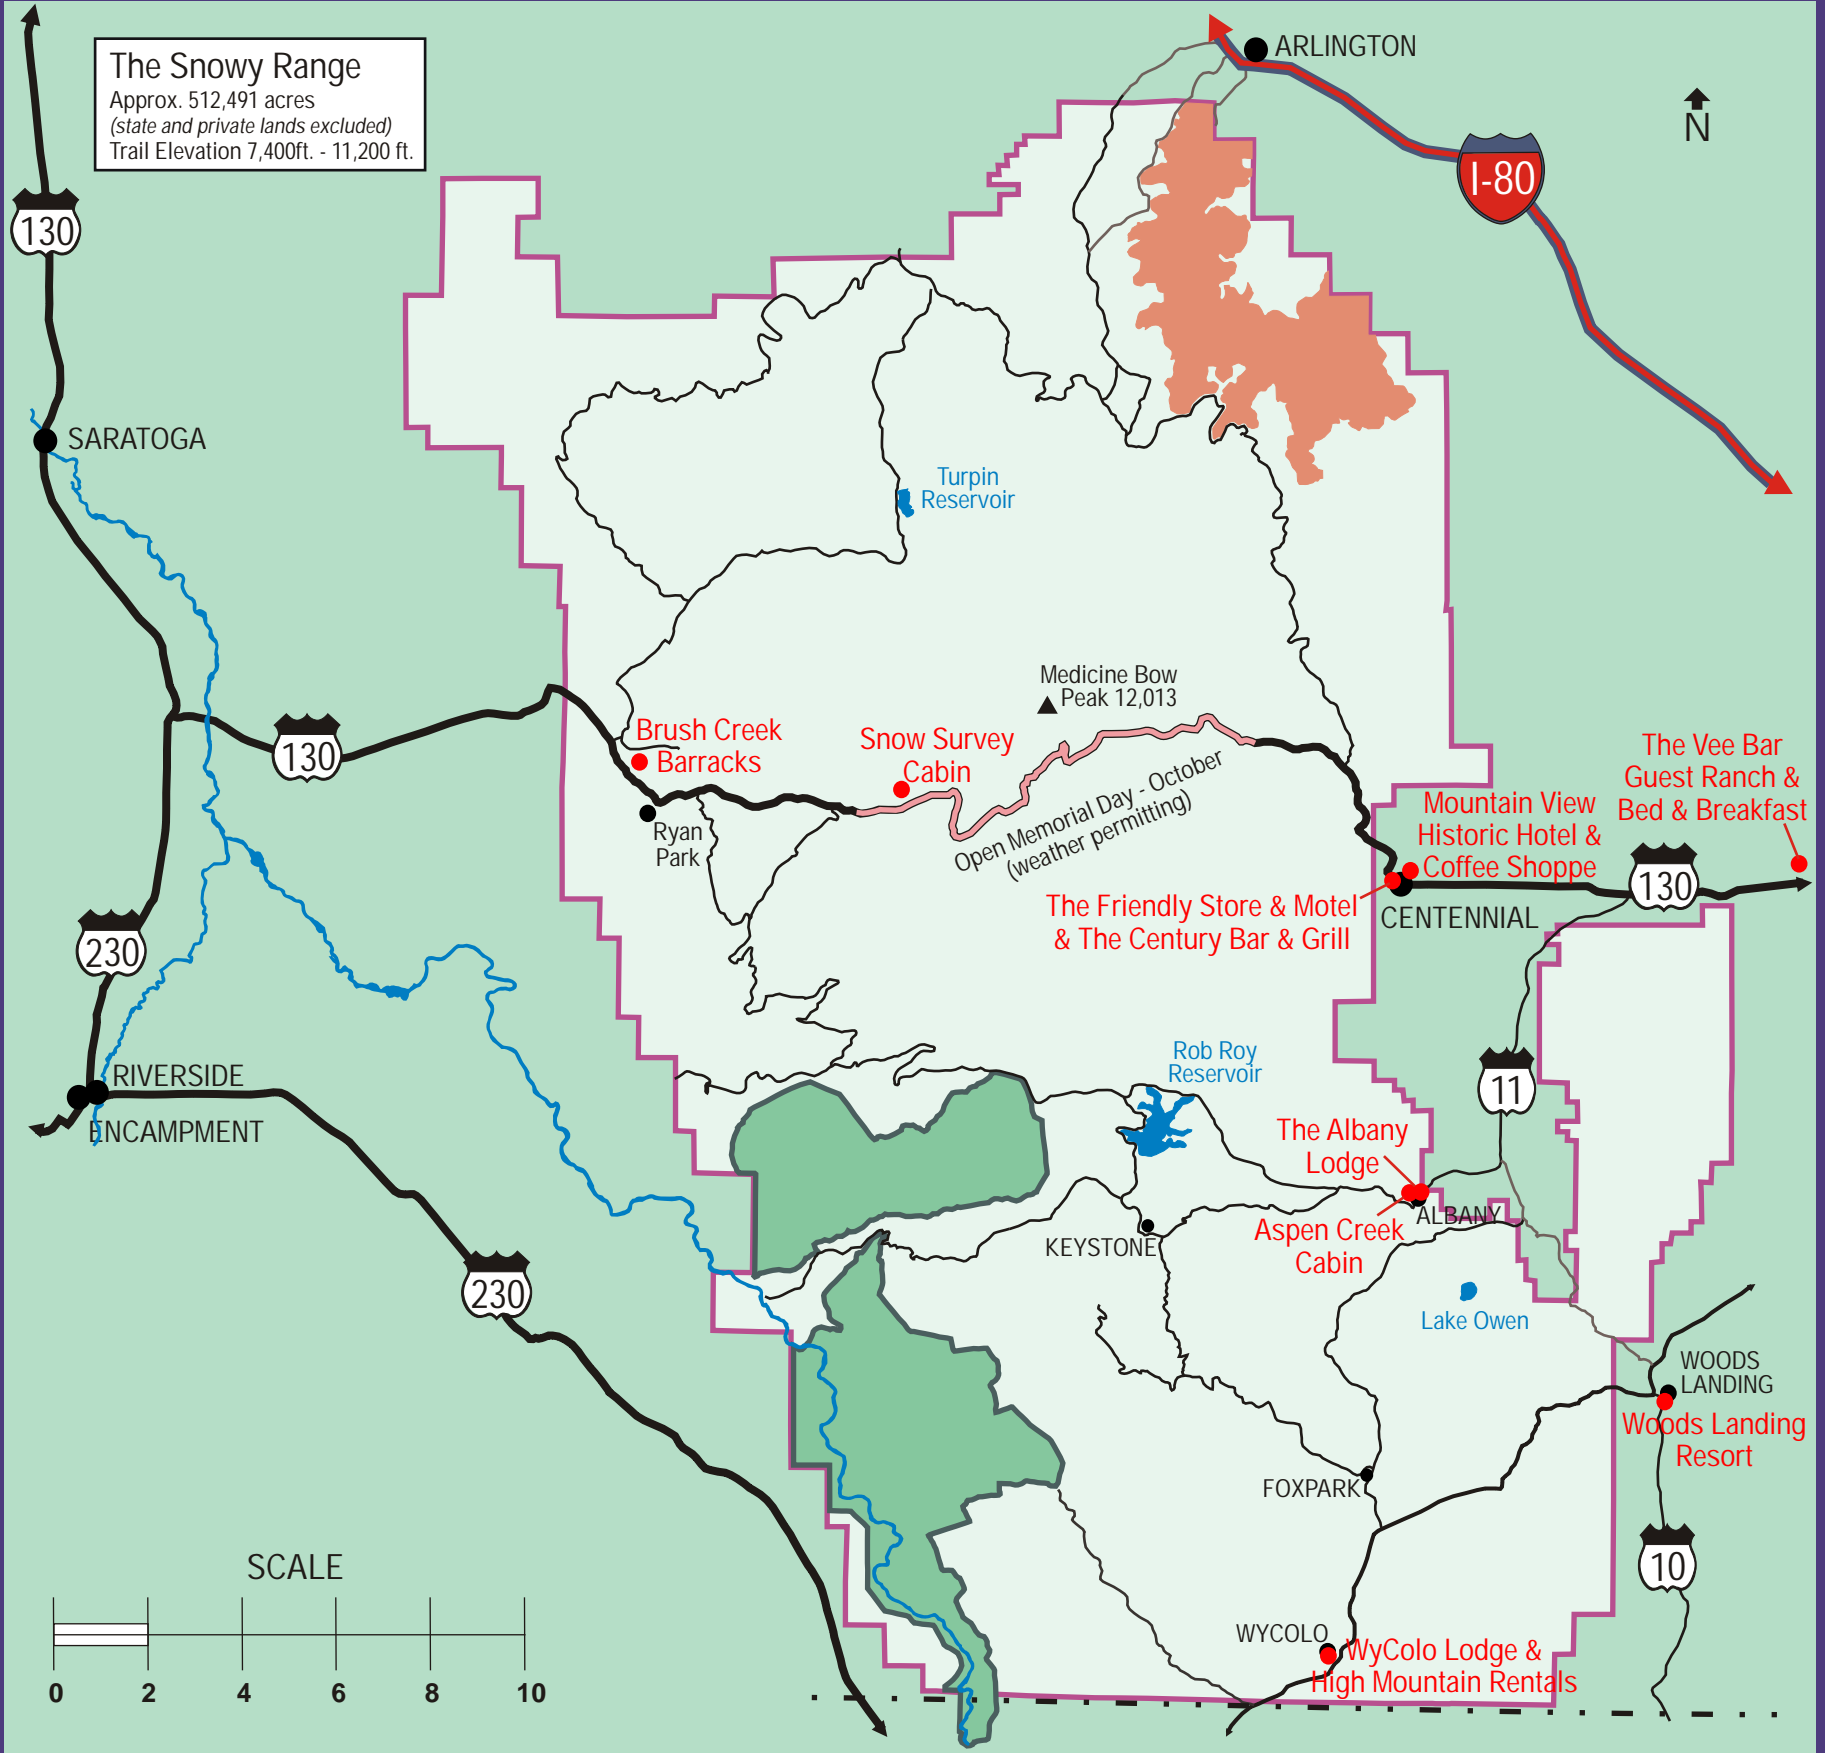 The Snowy Range
Approx. 512,491 acres
(state and private lands excluded)
Trail Elevation 7,400ft. - 11,200 ft.
ARLINGTON
N
I-80
130
SARATOGA
Turpin
Reservoir
Medicine Bow
Peak 12,013
130
Brush Creek
Barracks
Snow Survey
Cabin
Open Memorial Day - October
(weather permitting)
Ryan
Park
The Vee Bar
Guest Ranch &
Bed & Breakfast
Mountain View
Historic Hotel &
Coffee Shoppe
130
The Friendly Store & Motel
& The Century Bar & Grill
CENTENNIAL
230
RIVERSIDE
ENCAMPMENT
Rob Roy
Reservoir
11
The Albany
Lodge
ALBANY
Aspen Creek
Cabin
KEYSTONE
230
Lake Owen
WOODS
LANDING
Woods Landing
Resort
FOXPARK
10
SCALE
0 2 4 6 8 10
WYCOLO
WyColo Lodge &
High Mountain Rentals